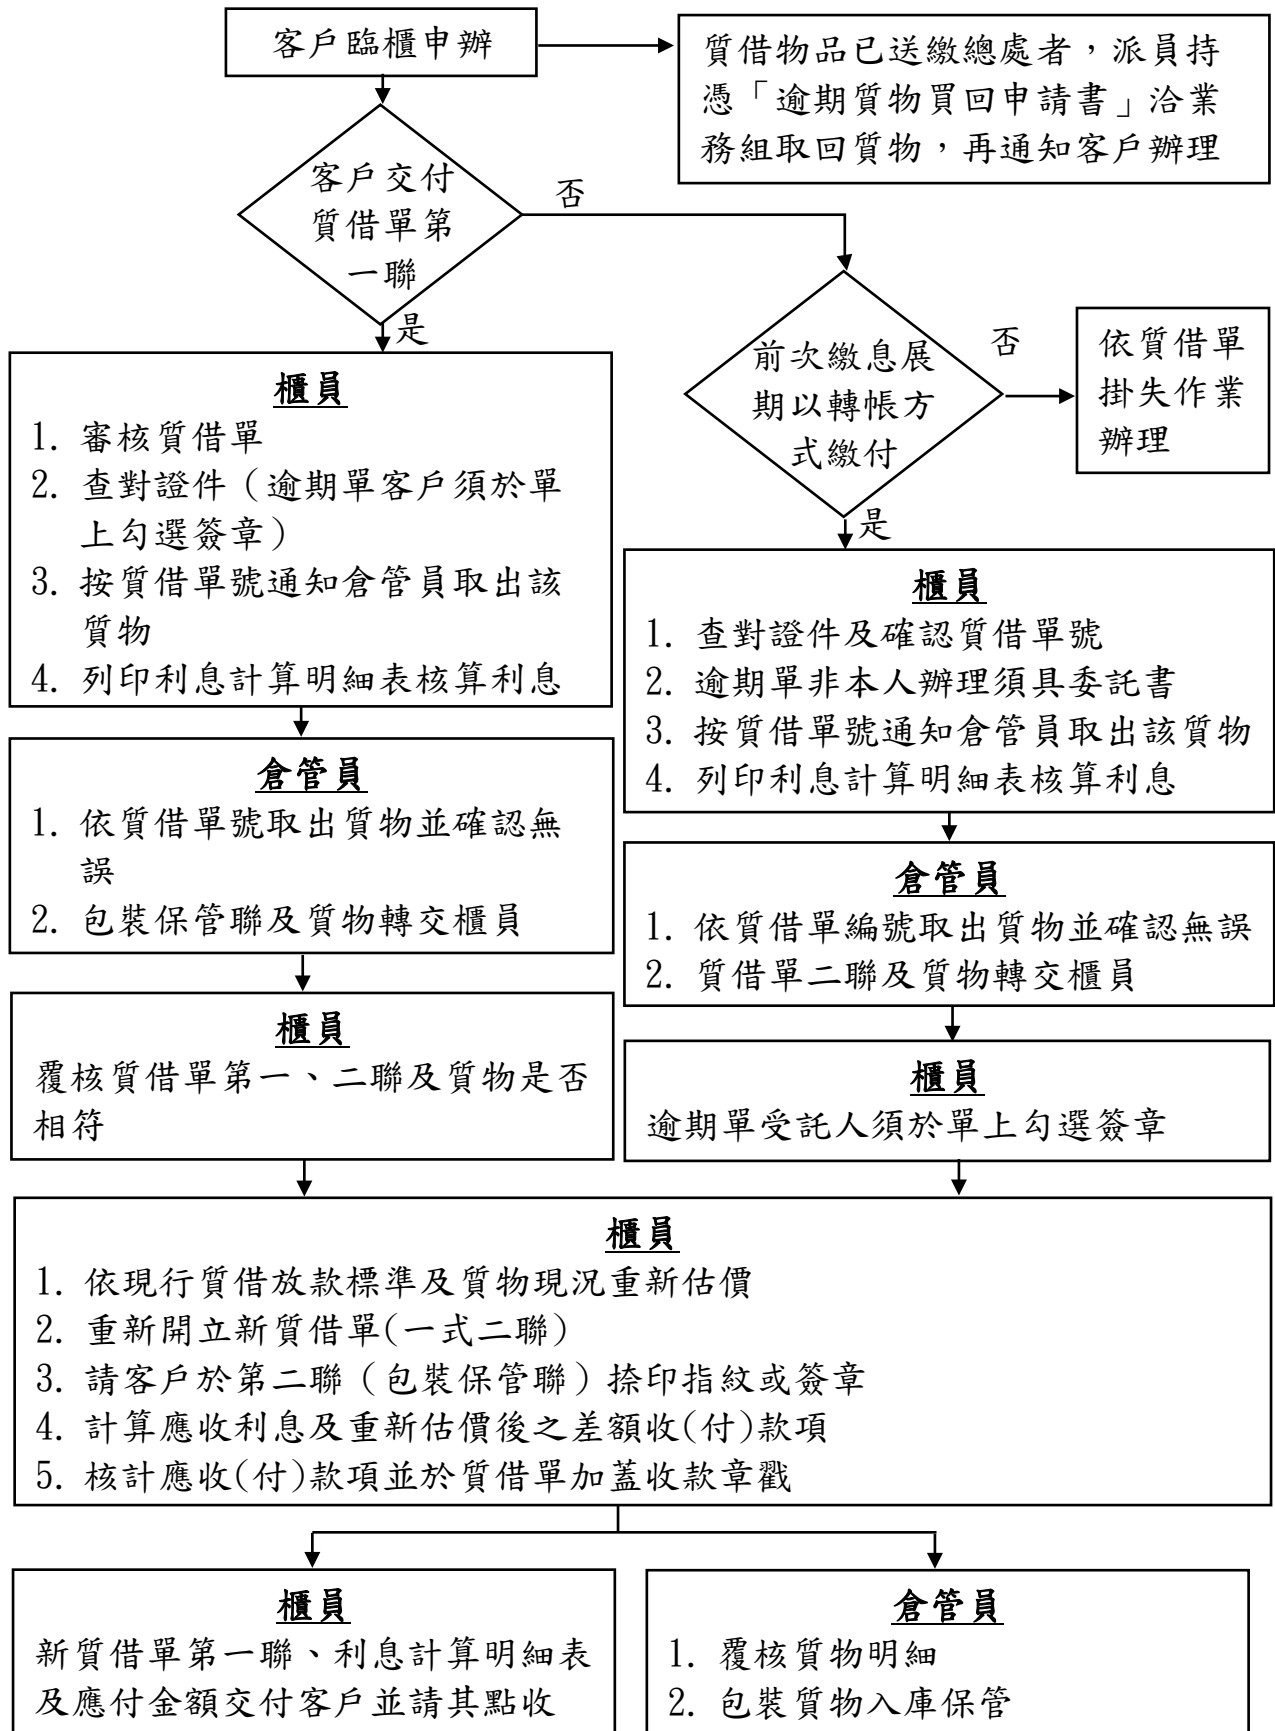 客戶臨櫃申辦
質借物品已送繳總處者，派員持
憑「逾期質物買回申請書」洽業
務組取回質物，再通知客戶辦理
客戶交付
質借單第
一聯
否
是
前次繳息展
期以轉帳方
式繳付
否
是
依質借單
掛失作業
辦理
櫃員
1. 審核質借單
2. 查對證件（逾期單客戶須於單
上勾選簽章）
3. 按質借單號通知倉管員取出該
質物
4. 列印利息計算明細表核算利息
櫃員
1. 查對證件及確認質借單號
2. 逾期單非本人辦理須具委託書
3. 按質借單號通知倉管員取出該質物
4. 列印利息計算明細表核算利息
倉管員
1. 依質借單號取出質物並確認無
誤
2. 包裝保管聯及質物轉交櫃員
倉管員
1. 依質借單編號取出質物並確認無誤
2. 質借單二聯及質物轉交櫃員
櫃員
覆核質借單第一、二聯及質物是否
相符
櫃員
逾期單受託人須於單上勾選簽章
櫃員
1. 依現行質借放款標準及質物現況重新估價
2. 重新開立新質借單(一式二聯)
3. 請客戶於第二聯（包裝保管聯）捺印指紋或簽章
4. 計算應收利息及重新估價後之差額收(付)款項
5. 核計應收(付)款項並於質借單加蓋收款章戳
櫃員
新質借單第一聯、利息計算明細表
及應付金額交付客戶並請其點收
倉管員
1. 覆核質物明細
2. 包裝質物入庫保管